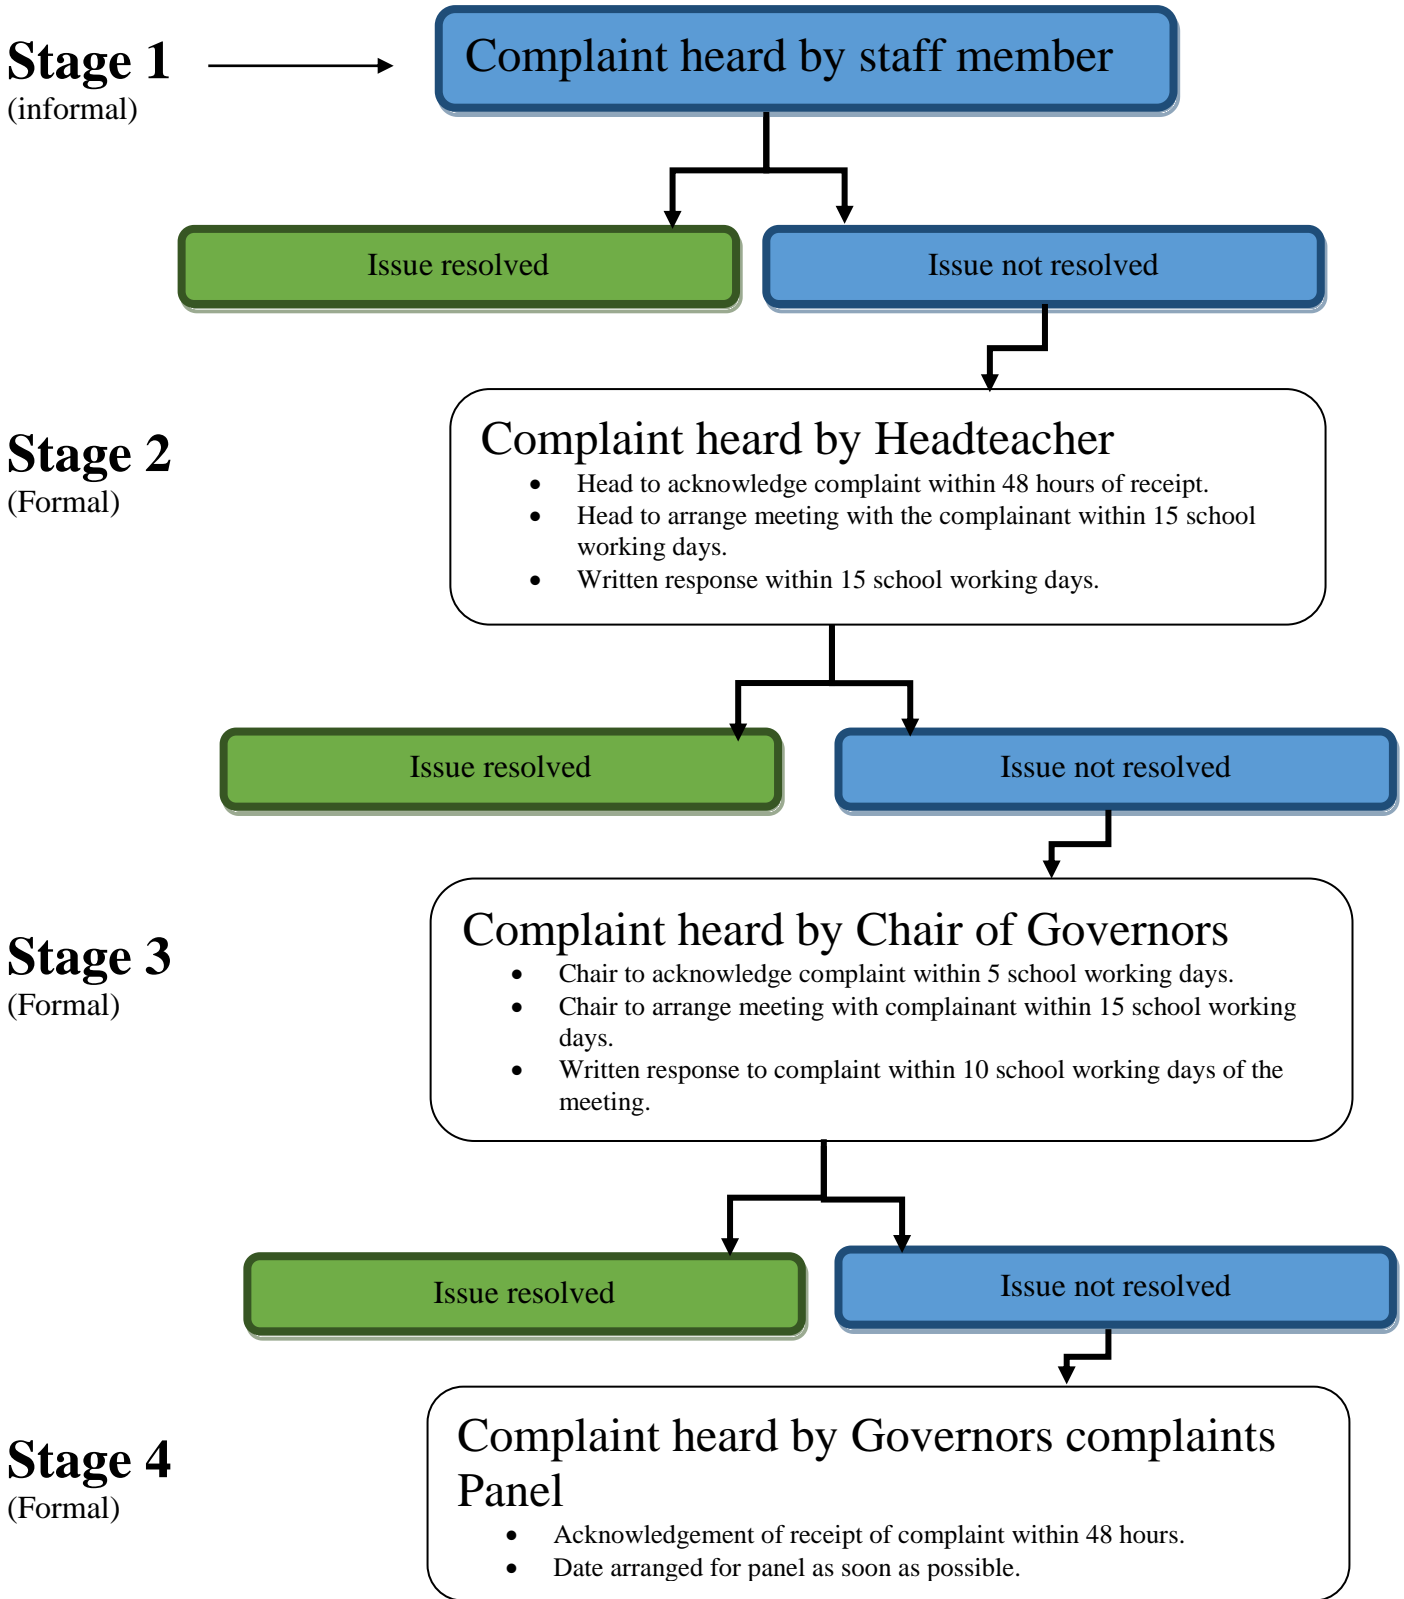 Stage 1
(informal)
Complaint heard by staff member
Issue resolved
Issue not resolved
Stage 2
(Formal)
Complaint heard by Headteacher
• Head to acknowledge complaint within 48 hours of receipt.
• Head to arrange meeting with the complainant within 15 school
working days.
• Written response within 15 school working days.
Issue resolved
Issue not resolved
Stage 3
(Formal)
Complaint heard by Chair of Governors
• Chair to acknowledge complaint within 5 school working days.
• Chair to arrange meeting with complainant within 15 school working
days.
• Written response to complaint within 10 school working days of the
meeting.
Issue resolved
Issue not resolved
Stage 4
(Formal)
Complaint heard by Governors complaints
Panel
• Acknowledgement of receipt of complaint within 48 hours.
• Date arranged for panel as soon as possible.